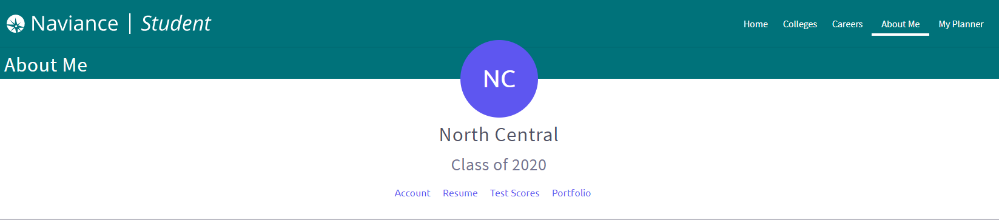 Naviance | Student
Home Colleges Careers About Me My Planner
About Me
NC
North Central
Class of 2020
Account Resume Test Scores Portfolio